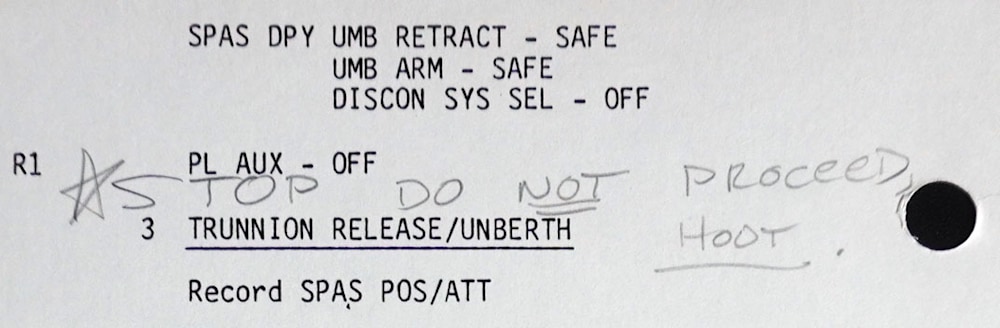 SPAS DPY UMB RETRACT - SAFE
UMB ARM - SAFE
DISCON SYS SEL - OFF
R1 PL AUX - OFF
☆ STOP DO NOT PROCEED,
3 TRUNNION RELEASE/UNBERTH
HOOT.
Record SPAS POS/ATT